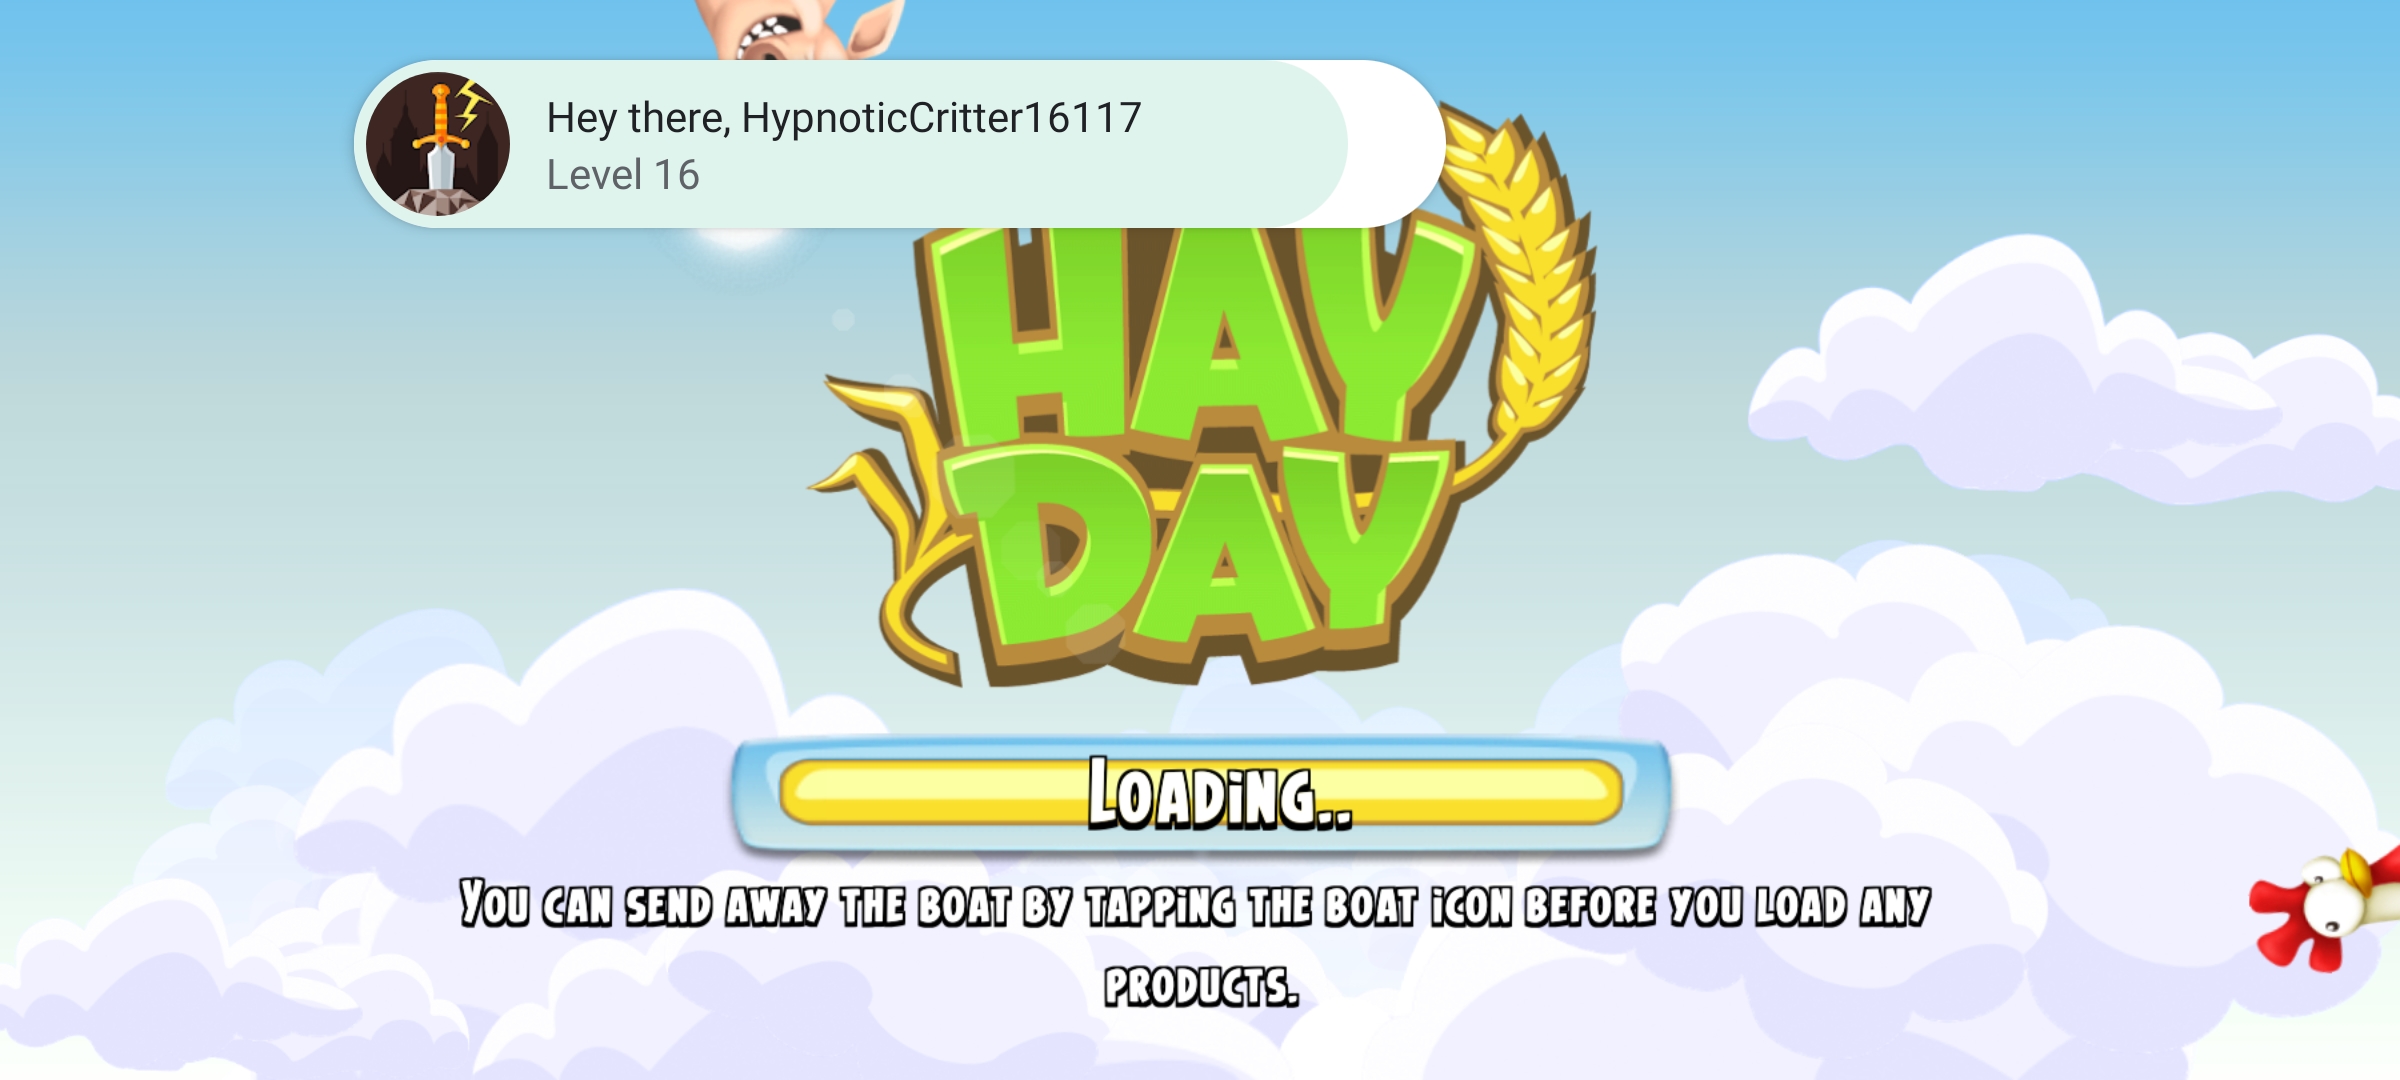 Hey there, HypnoticCritter16117
Level 16
HAY
DAY
LOADING..
YOU CAN SEND AWAY THE BOAT BY TAPPING THE BOAT ICON BEFORE YOU LOAD ANY
PRODUCTS.